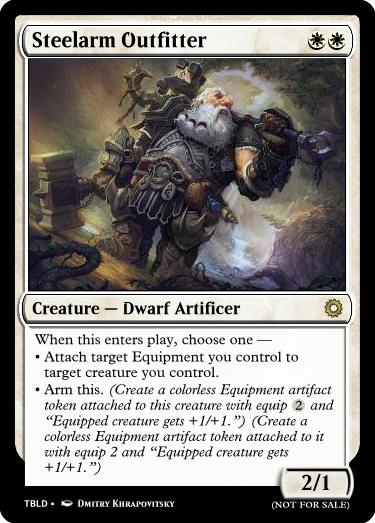 Steelarm Outfitter
Creature — Dwarf Artificer
When this enters play, choose one —
• Attach target Equipment you control to
target creature you control.
• Arm this. (Create a colorless Equipment artifact
token attached to this creature with equip 2 and
“Equipped creature gets +1/+1.”) (Create a
colorless Equipment artifact token attached to it
with equip 2 and “Equipped creature gets
+1/+1.”)
2/1
TBLD • Dmitry Khrapovitsky
(NOT FOR SALE)